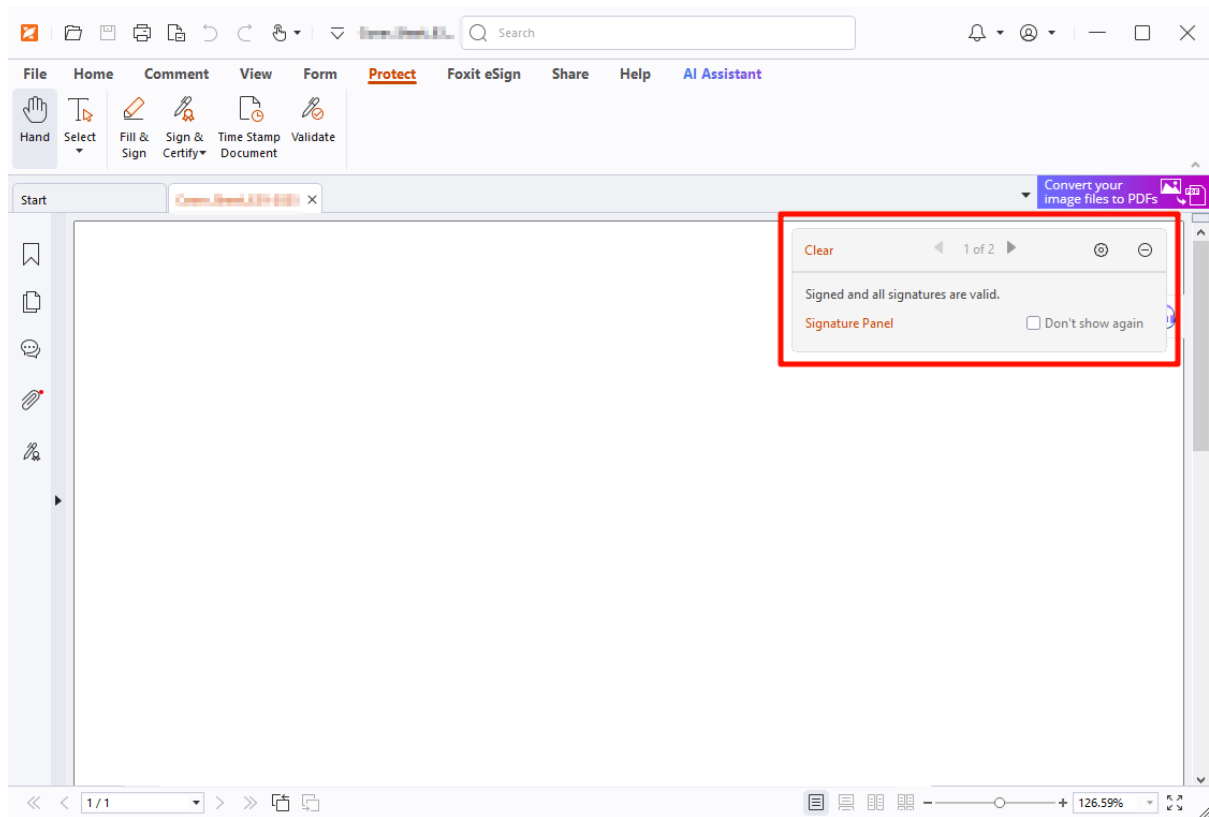 Search
File Home Comment View Form Protect Foxit eSign Share Help AI Assistant
Hand Select Fill & Sign Sign & Certify Time Stamp Document Validate
Start
Convert your
image files to PDFs
PDF
Clear 1 of 2
Signed and all signatures are valid.
Signature Panel Don't show again
1 / 1 126.59%